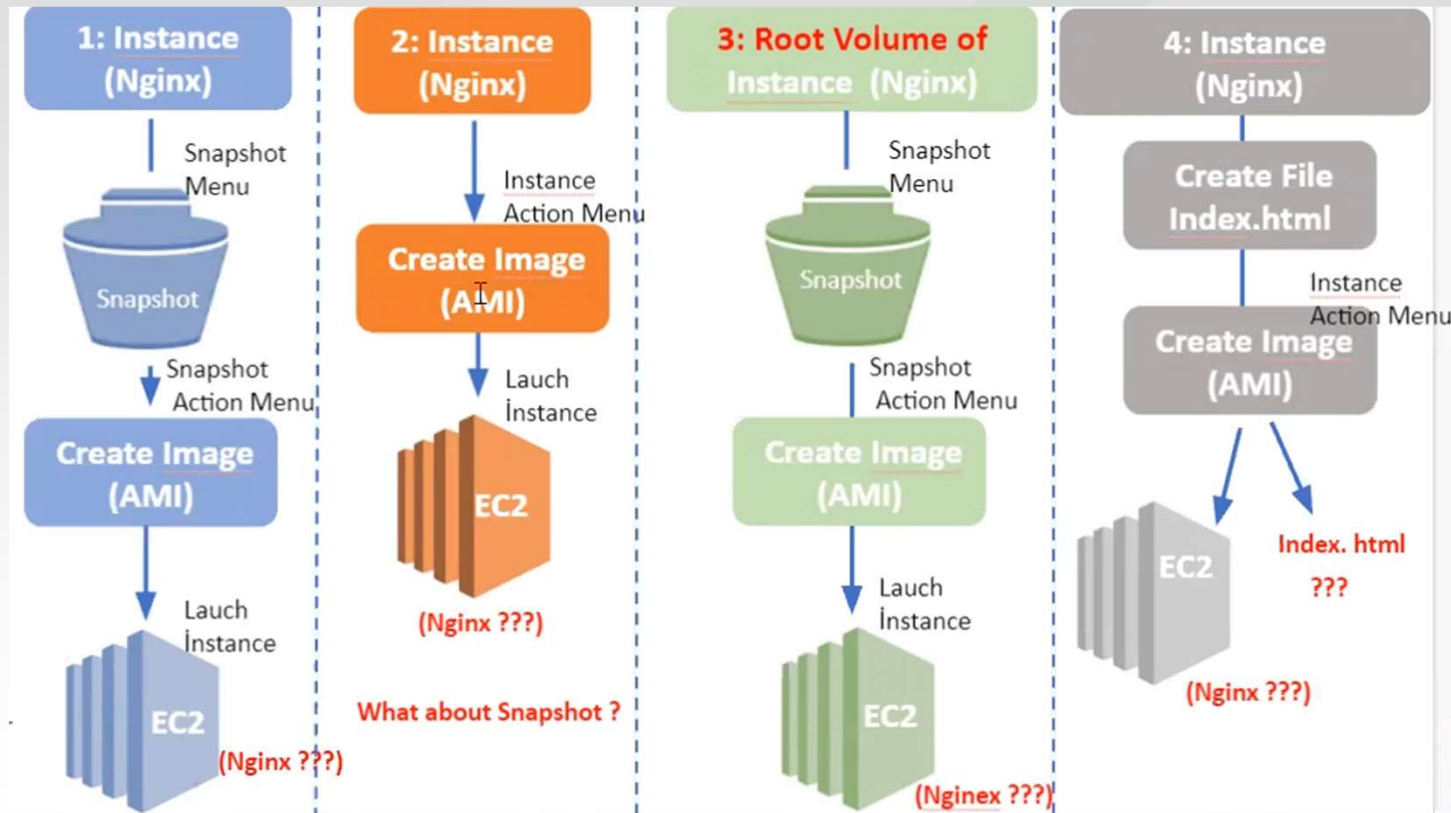 1: Instance
(Nginx)
Snapshot
Menu
Snapshot
Snapshot
Action Menu
Create Image
(AMI)
Lauch
İnstance
EC2
(Nginx ???)
2: Instance
(Nginx)
Instance
Action Menu
Create Image
(AMI)
Lauch
İnstance
EC2
(Nginx ???)
What about Snapshot ?
3: Root Volume of
Instance (Nginx)
Snapshot
Menu
Snapshot
Snapshot
Action Menu
Create Image
(AMI)
Lauch
İnstance
EC2
(Nginex ???)
4: Instance
(Nginx)
Create File
Index.html
Instance
Action Menu
Create Image
(AMI)
EC2
Index. html
???
(Nginx ???)